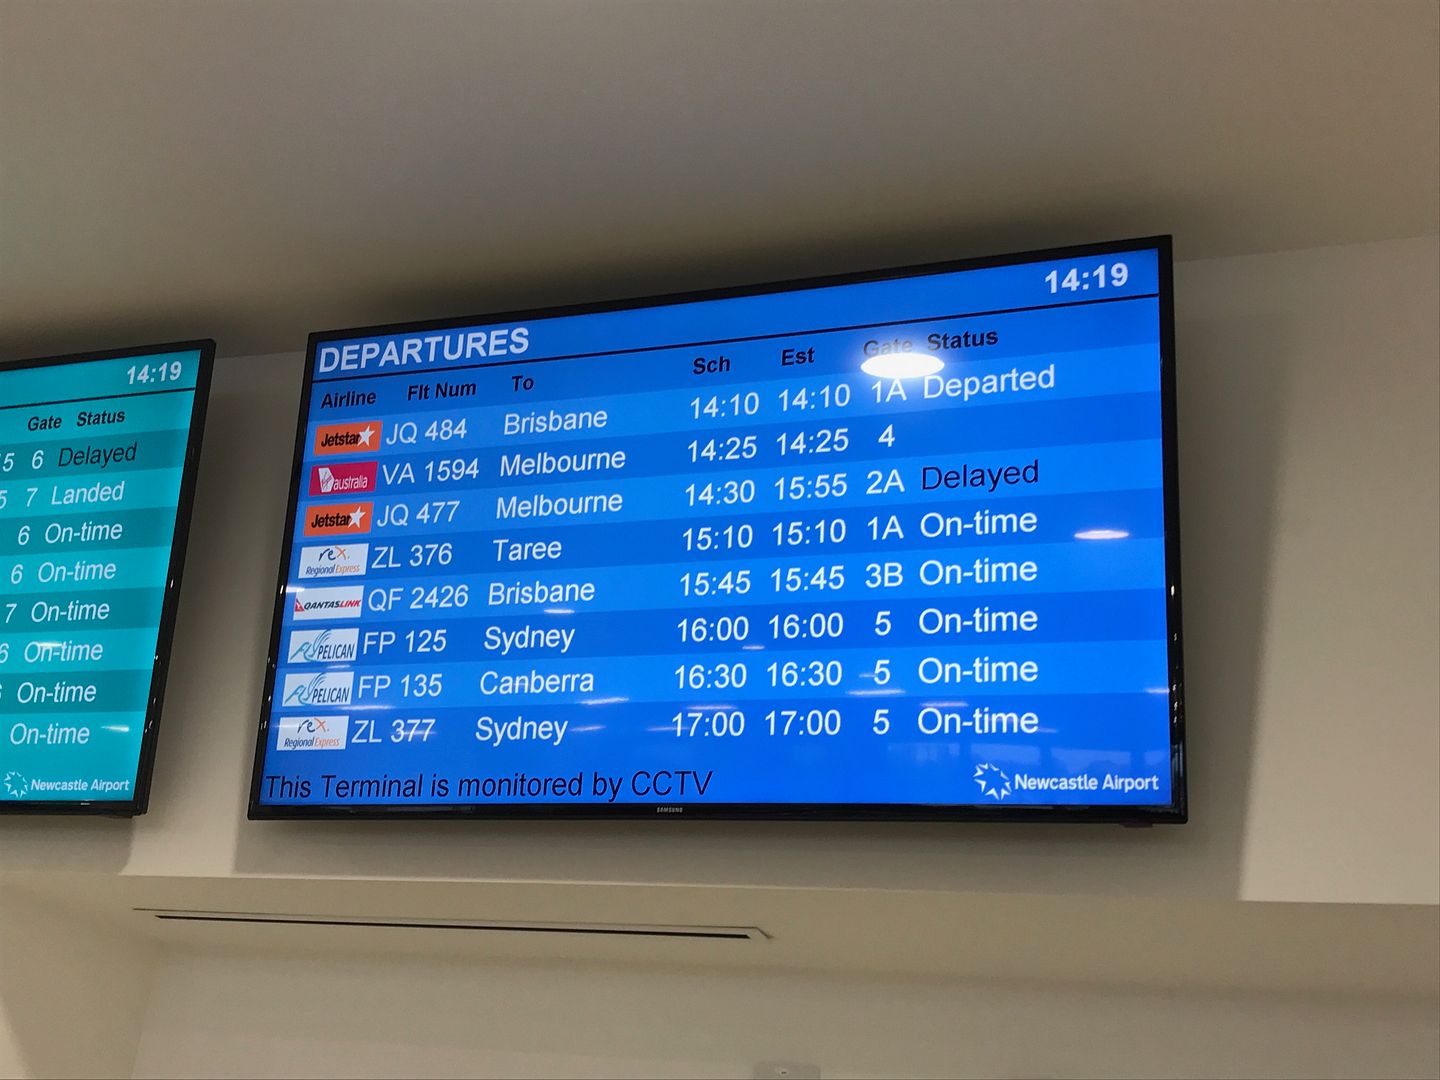 14:19
Gate Status
5 6 Delayed
5 7 Landed
6 On-time
6 On-time
7 On-time
6 On-time
On-time
On-time
Newcastle Airport
14:19
DEPARTURES
Airline Flt Num To Sch Est Gate Status
Jetstar JQ 484 Brisbane 14:10 14:10 1A Departed
australia VA 1594 Melbourne 14:25 14:25 4
Jetstar JQ 477 Melbourne 14:30 15:55 2A Delayed
rex. Regional Express ZL 376 Taree 15:10 15:10 1A On-time
QANTASLINK QF 2426 Brisbane 15:45 15:45 3B On-time
FLY PELICAN FP 125 Sydney 16:00 16:00 5 On-time
FLY PELICAN FP 135 Canberra 16:30 16:30 5 On-time
rex. Regional Express ZL 377 Sydney 17:00 17:00 5 On-time
This Terminal is monitored by CCTV
Newcastle Airport
SAMSUNG